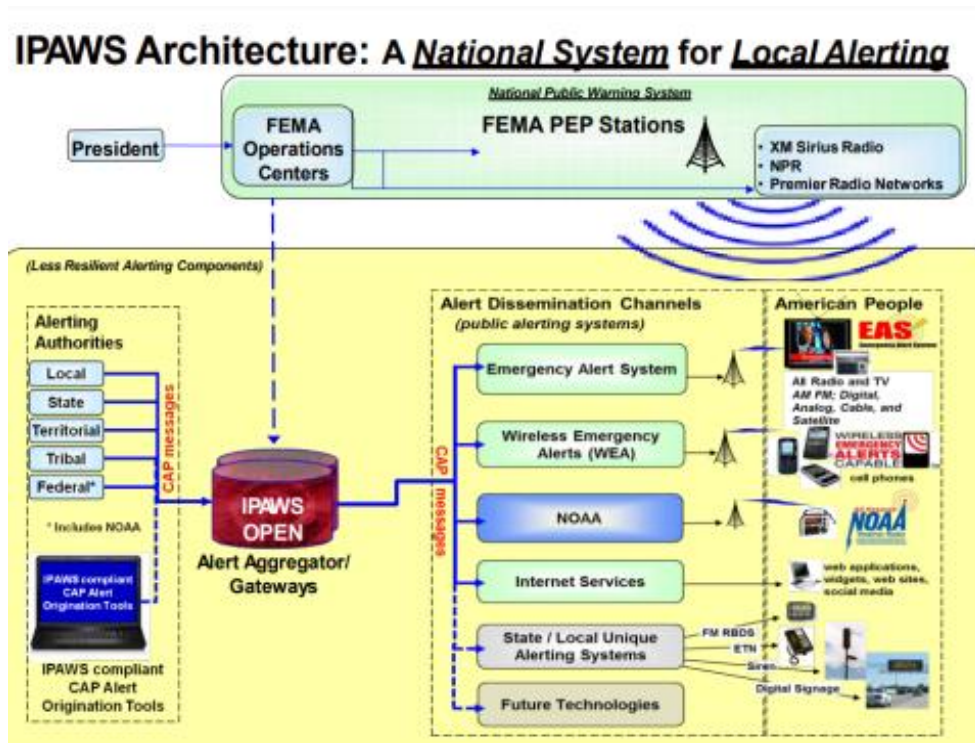 IPAWS Architecture: A National System for Local Alerting
National Public Warning System
FEMA PEP Stations
President
FEMA
Operations
Centers
• XM Sirius Radio
• NPR
• Premier Radio Networks
(Less Resilient Alerting Components)
Alerting
Authorities
Local
State
Territorial
Tribal
Federal*
* Includes NOAA
CAP messages
IPAWS compliant
CAP Alert
Origination Tools
IPAWS compliant
CAP Alert
Origination Tools
IPAWS
OPEN
Alert Aggregator/
Gateways
CAP messages
Alert Dissemination Channels
(public alerting systems)
Emergency Alert System
Wireless Emergency
Alerts (WEA)
NOAA
Internet Services
State / Local Unique
Alerting Systems
Future Technologies
FM RBDS
ETN
Siren
Digital Signage
American People
EAS
Emergency Alert System
All Radio and TV
AM FM; Digital,
Analog, Cable, and
Satellite
WIRELESS
EMERGENCY
ALERTS
CAPABLE
cell phones
NOAA
web applications,
widgets, web sites,
social media